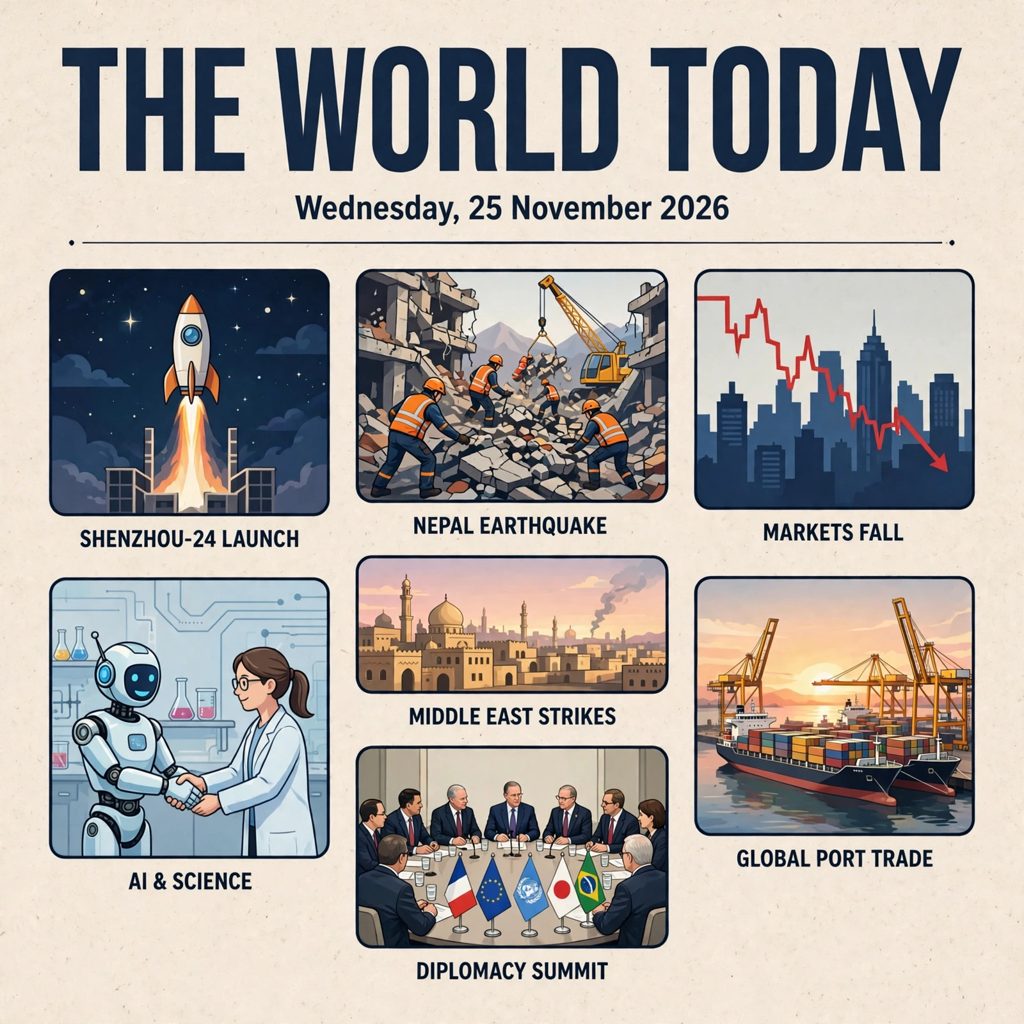 THE WORLD TODAY
Wednesday, 25 November 2026
SHENZHOU-24 LAUNCH
NEPAL EARTHQUAKE
MARKETS FALL
AI & SCIENCE
MIDDLE EAST STRIKES
DIPLOMACY SUMMIT
GLOBAL PORT TRADE